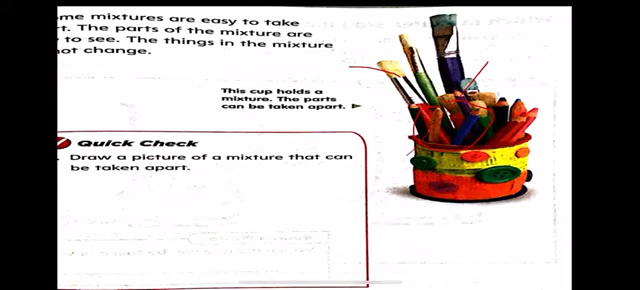 me mixtures are easy to take
t. The parts of the mixture are
to see. The things in the mixture
not change.
This cup holds a
mixture. The parts
can be taken apart.
Quick Check
Draw a picture of a mixture that can
be taken apart.